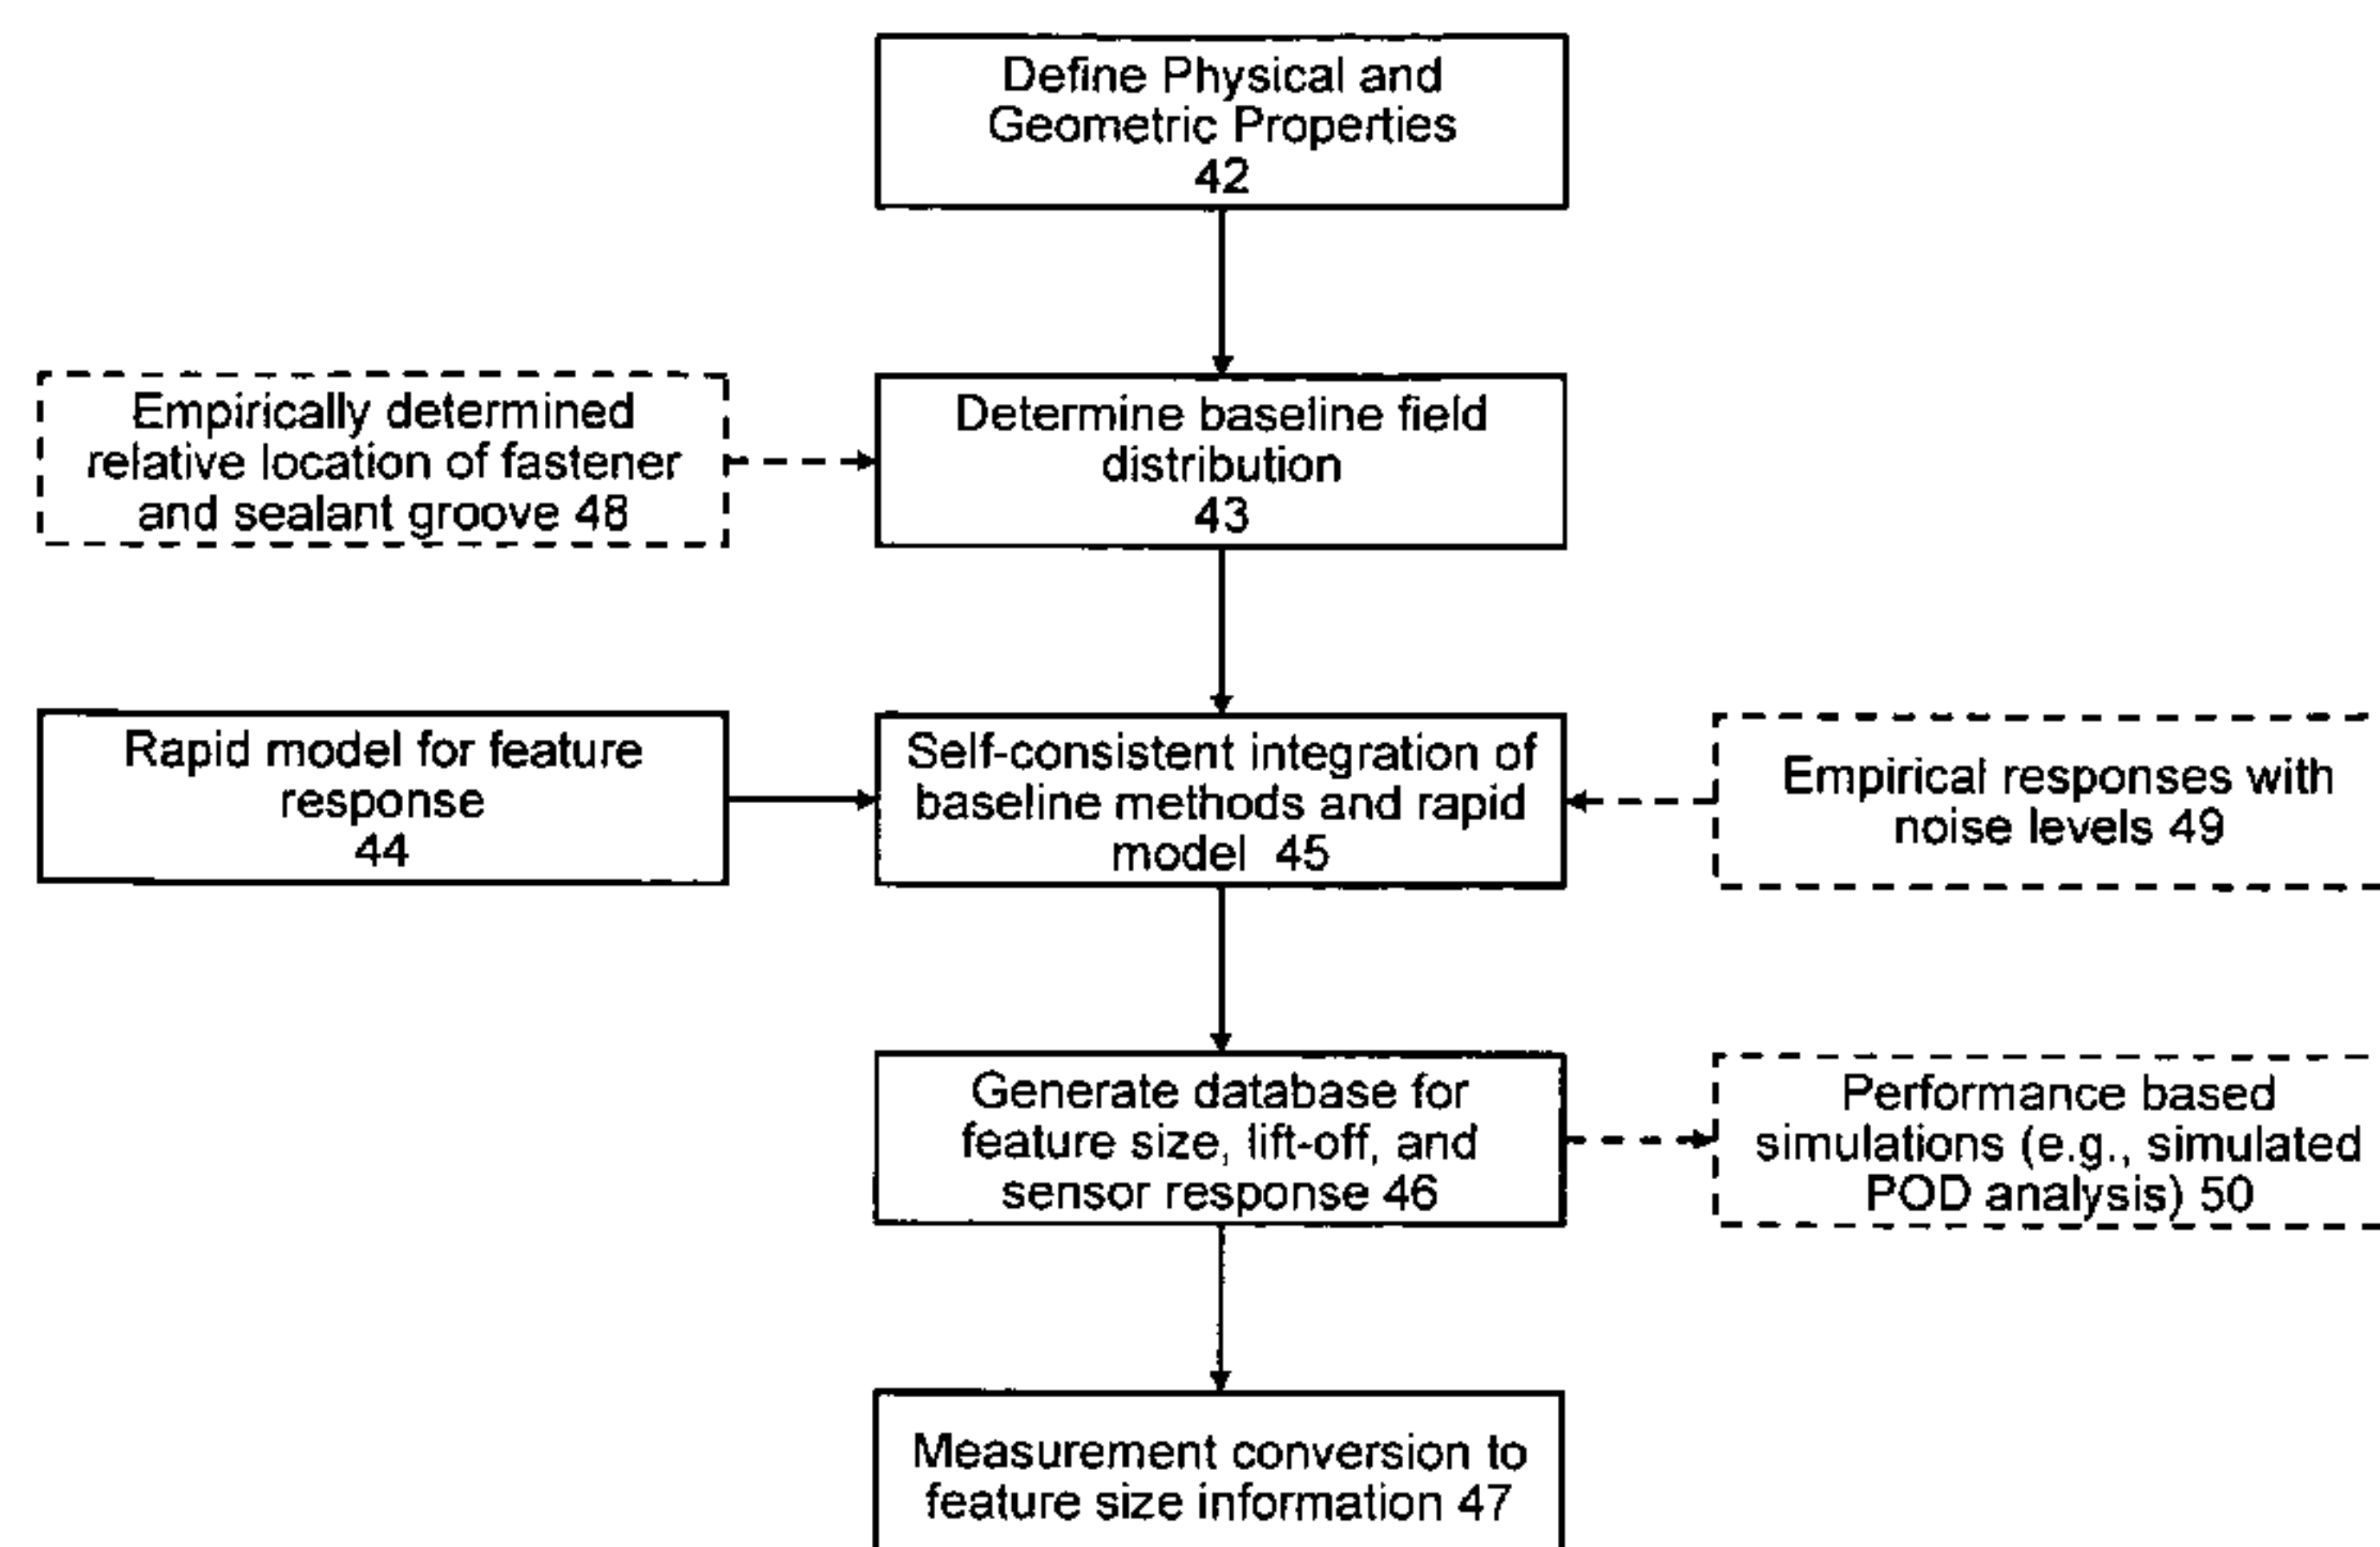 Define Physical and
Geometric Properties
42
Empirically determined
relative location of fastener
and sealant groove 48
Determine baseline field
distribution
43
Rapid model for feature
response
44
Self-consistent integration of
baseline methods and rapid
model 45
Empirical responses with
noise levels 49
Generate database for
feature size, lift-off, and
sensor response 46
Performance based
simulations (e.g., simulated
POD analysis) 50
Measurement conversion to
feature size information 47